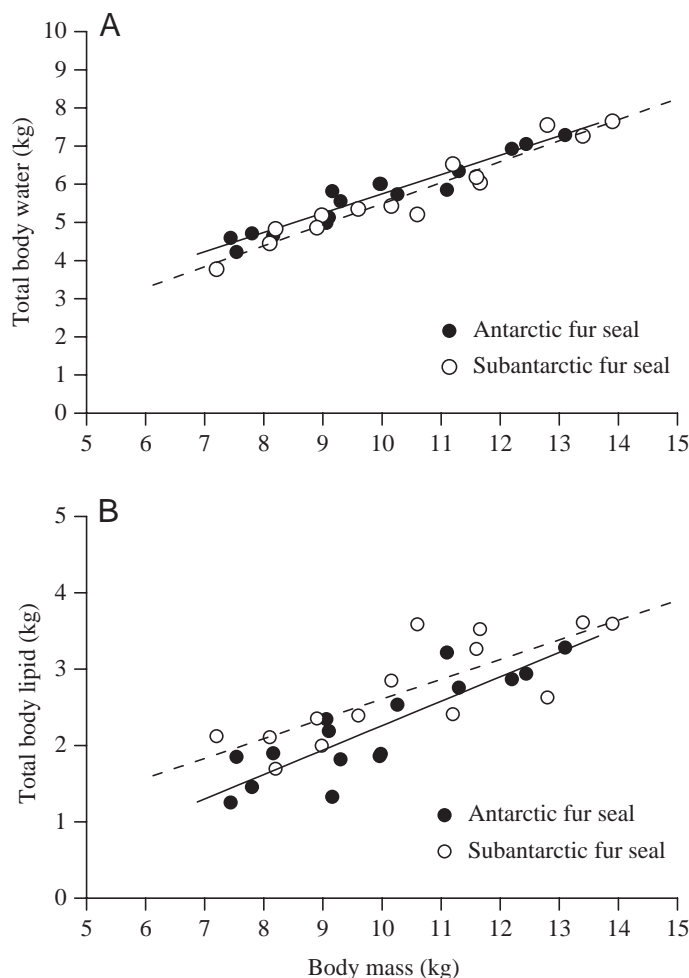 A
10
9
8
7
6
5
4
3
2
1
0
Total body water (kg)
Antarctic fur seal
Subantarctic fur seal
5 6 7 8 9 10 11 12 13 14 15
B
5
4
3
2
1
0
Total body lipid (kg)
Antarctic fur seal
Subantarctic fur seal
5 6 7 8 9 10 11 12 13 14 15
Body mass (kg)